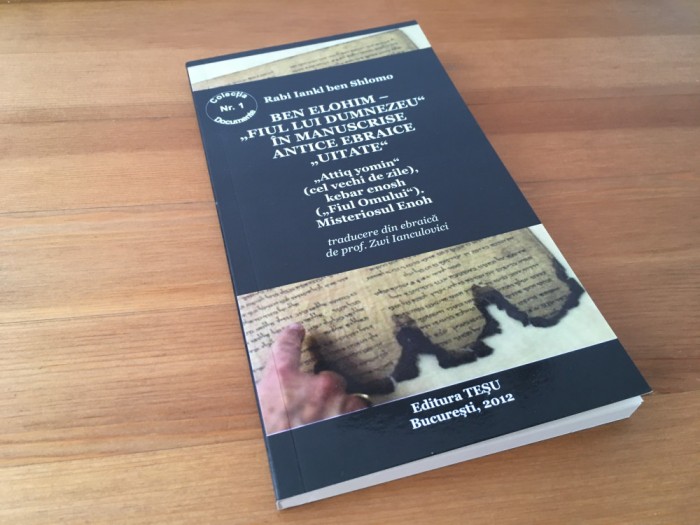 Colecția
Nr. 1
Documente
Rabi Iankl ben Shlomo
BEN ELOHIM –
„FIUL LUI DUMNEZEU“
ÎN MANUSCRISE
ANTICE EBRAICE
„UITATE“
„Attiq yomin“
(cel vechi de zile),
kebar enosh
(„Fiul Omului“).
Misteriosul Enoh
traducere din ebraică
de prof. Zwi Ianculovici
Editura TEȘU
București, 2012